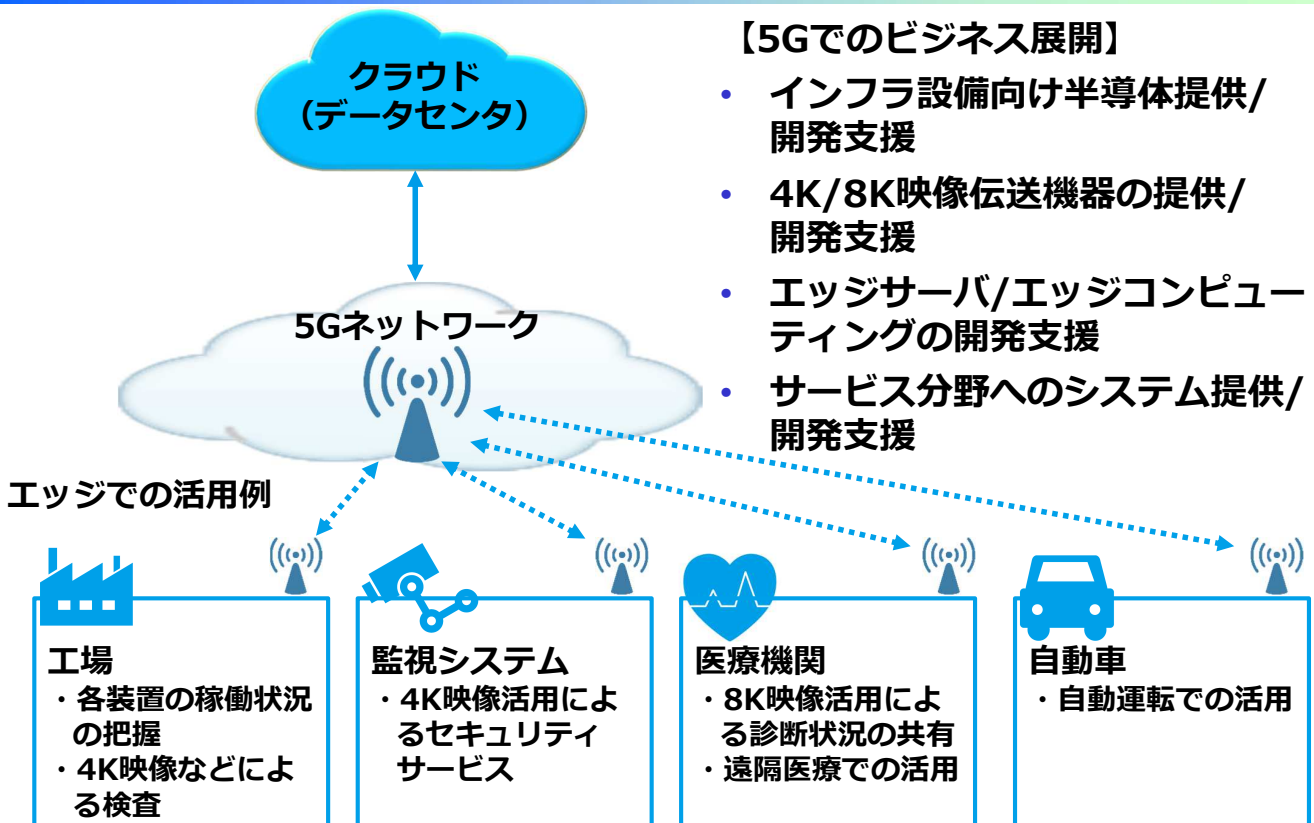 クラウド
（データセンタ）
5Gネットワーク
【5Gでのビジネス展開】
• インフラ設備向け半導体提供/
開発支援
• 4K/8K映像伝送機器の提供/
開発支援
• エッジサーバ/エッジコンピュー
ティングの開発支援
• サービス分野へのシステム提供/
開発支援
エッジでの活用例
工場
・各装置の稼働状況
の把握
・4K映像などによ
る検査
監視システム
・4K映像活用によ
るセキュリティ
サービス
医療機関
・8K映像活用によ
る診断状況の共有
・遠隔医療での活用
自動車
・自動運転での活用